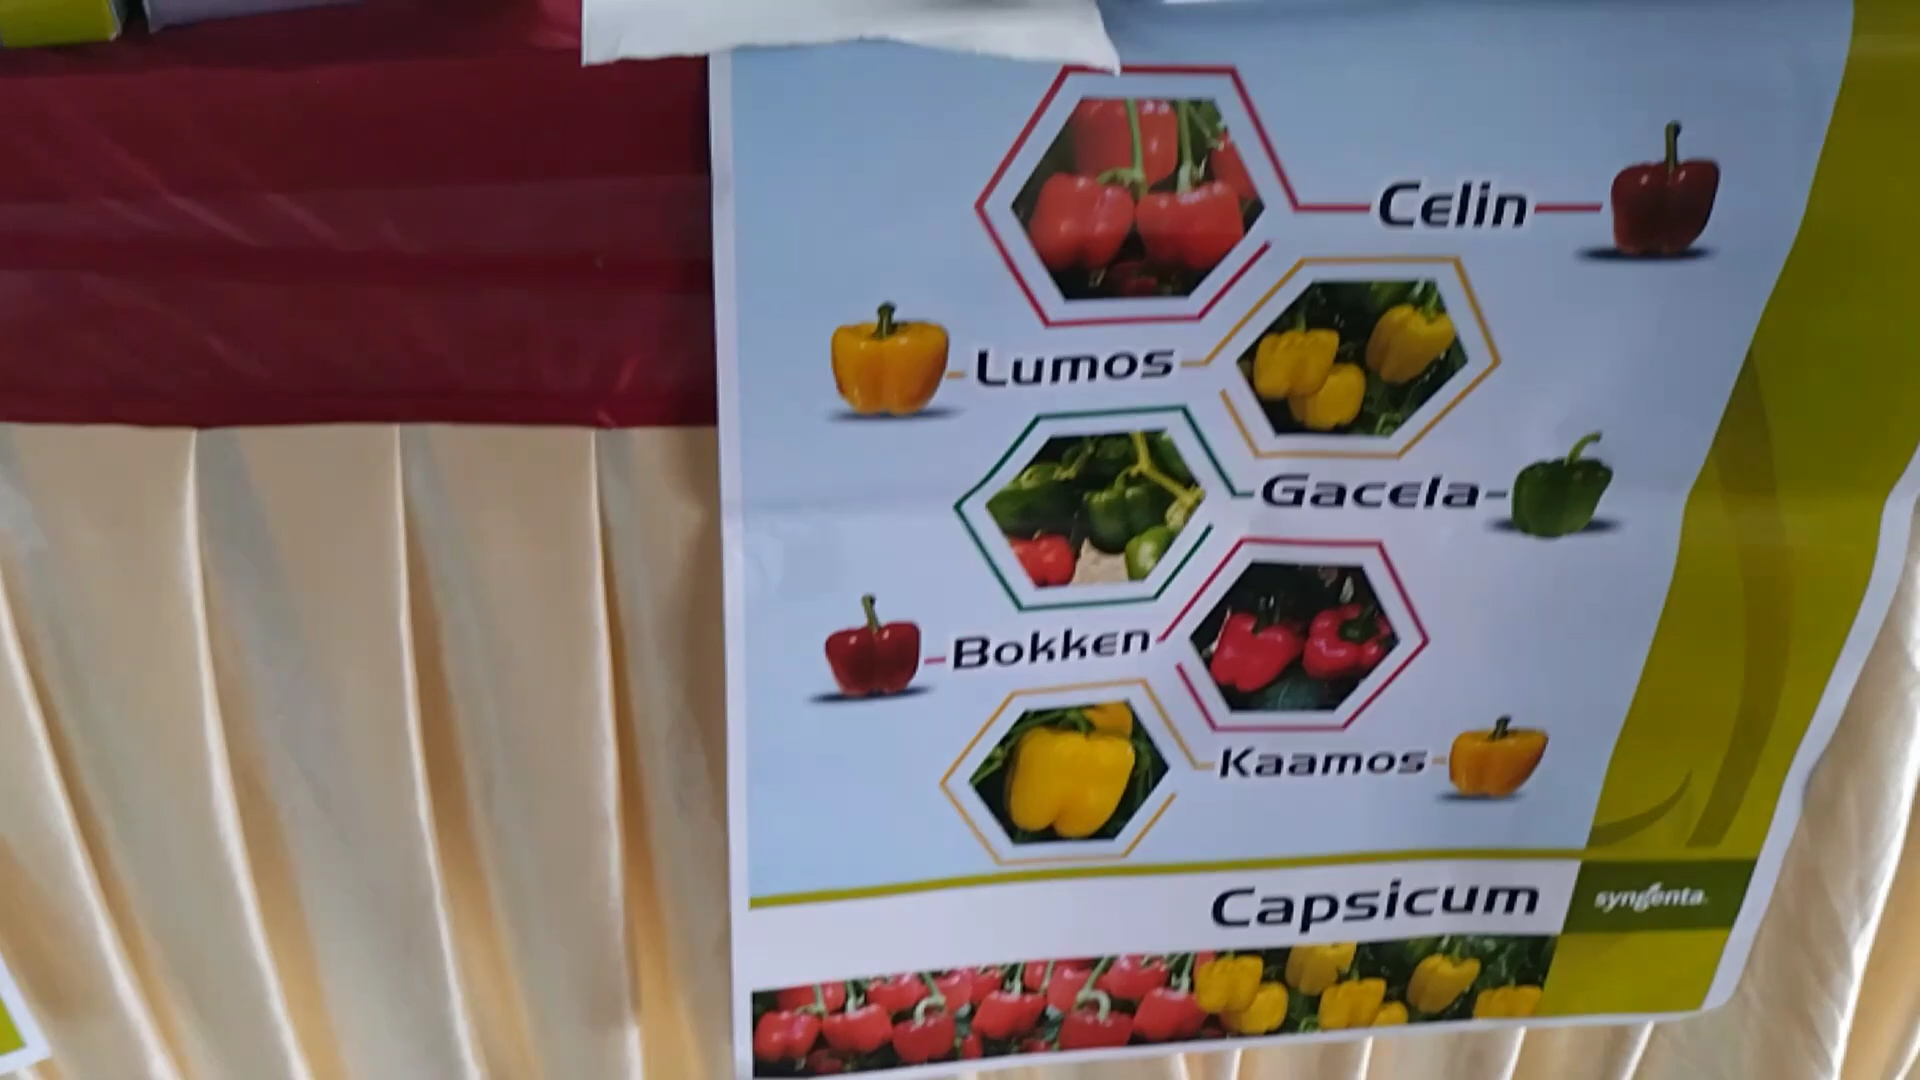 Celin
Lumos
Gacela
Bokken
Kaamos
Capsicum
syngenta